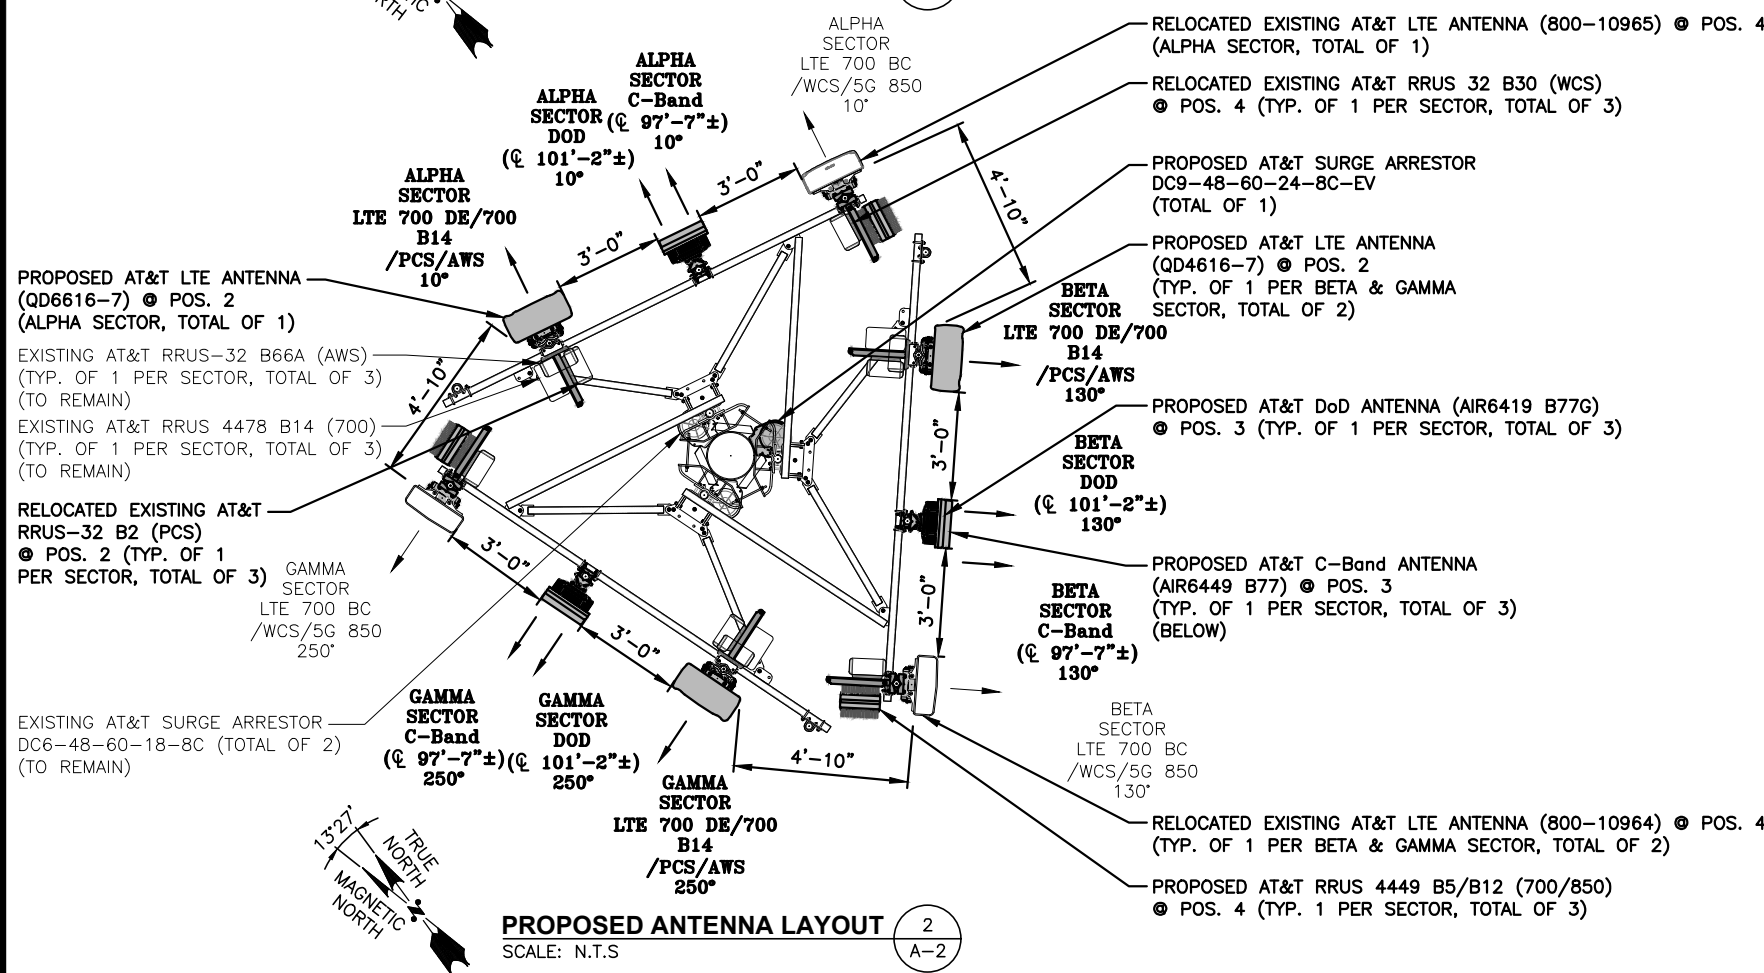 NORTH
ALPHA
SECTOR
LTE 700 BC
/WCS/5G 850
10°
ALPHA
SECTOR
C-Band
(℄ 97'-7"±)
10°
ALPHA
SECTOR
DOD
(℄ 101'-2"±)
10°
ALPHA
SECTOR
LTE 700 DE/700
B14
/PCS/AWS
10°
3'-0"
3'-0"
4'-10"
4'-10"
RELOCATED EXISTING AT&T LTE ANTENNA (800-10965) @ POS. 4
(ALPHA SECTOR, TOTAL OF 1)
RELOCATED EXISTING AT&T RRUS 32 B30 (WCS)
@ POS. 4 (TYP. OF 1 PER SECTOR, TOTAL OF 3)
PROPOSED AT&T SURGE ARRESTOR
DC9-48-60-24-8C-EV
(TOTAL OF 1)
PROPOSED AT&T LTE ANTENNA
(QD4616-7) @ POS. 2
(TYP. OF 1 PER BETA & GAMMA
SECTOR, TOTAL OF 2)
PROPOSED AT&T LTE ANTENNA
(QD6616-7) @ POS. 2
(ALPHA SECTOR, TOTAL OF 1)
EXISTING AT&T RRUS-32 B66A (AWS)
(TYP. OF 1 PER SECTOR, TOTAL OF 3)
(TO REMAIN)
EXISTING AT&T RRUS 4478 B14 (700)
(TYP. OF 1 PER SECTOR, TOTAL OF 3)
(TO REMAIN)
RELOCATED EXISTING AT&T
RRUS-32 B2 (PCS)
@ POS. 2 (TYP. OF 1
PER SECTOR, TOTAL OF 3)
BETA
SECTOR
LTE 700 DE/700
B14
/PCS/AWS
130°
PROPOSED AT&T DoD ANTENNA (AIR6419 B77G)
@ POS. 3 (TYP. OF 1 PER SECTOR, TOTAL OF 3)
3'-0"
BETA
SECTOR
DOD
(℄ 101'-2"±)
130°
PROPOSED AT&T C-Band ANTENNA
(AIR6449 B77) @ POS. 3
(TYP. OF 1 PER SECTOR, TOTAL OF 3)
(BELOW)
3'-0"
BETA
SECTOR
C-Band
(℄ 97'-7"±)
130°
GAMMA
SECTOR
LTE 700 BC
/WCS/5G 850
250°
3'-0"
3'-0"
EXISTING AT&T SURGE ARRESTOR
DC6-48-60-18-8C (TOTAL OF 2)
(TO REMAIN)
GAMMA
SECTOR
C-Band
(℄ 97'-7"±)
250°
GAMMA
SECTOR
DOD
(℄ 101'-2"±)
250°
4'-10"
BETA
SECTOR
LTE 700 BC
/WCS/5G 850
130°
GAMMA
SECTOR
LTE 700 DE/700
B14
/PCS/AWS
250°
RELOCATED EXISTING AT&T LTE ANTENNA (800-10964) @ POS. 4
(TYP. OF 1 PER BETA & GAMMA SECTOR, TOTAL OF 2)
PROPOSED AT&T RRUS 4449 B5/B12 (700/850)
@ POS. 4 (TYP. 1 PER SECTOR, TOTAL OF 3)
13°27'
TRUE
NORTH
MAGNETIC
NORTH
PROPOSED ANTENNA LAYOUT
SCALE: N.T.S
2
A-2